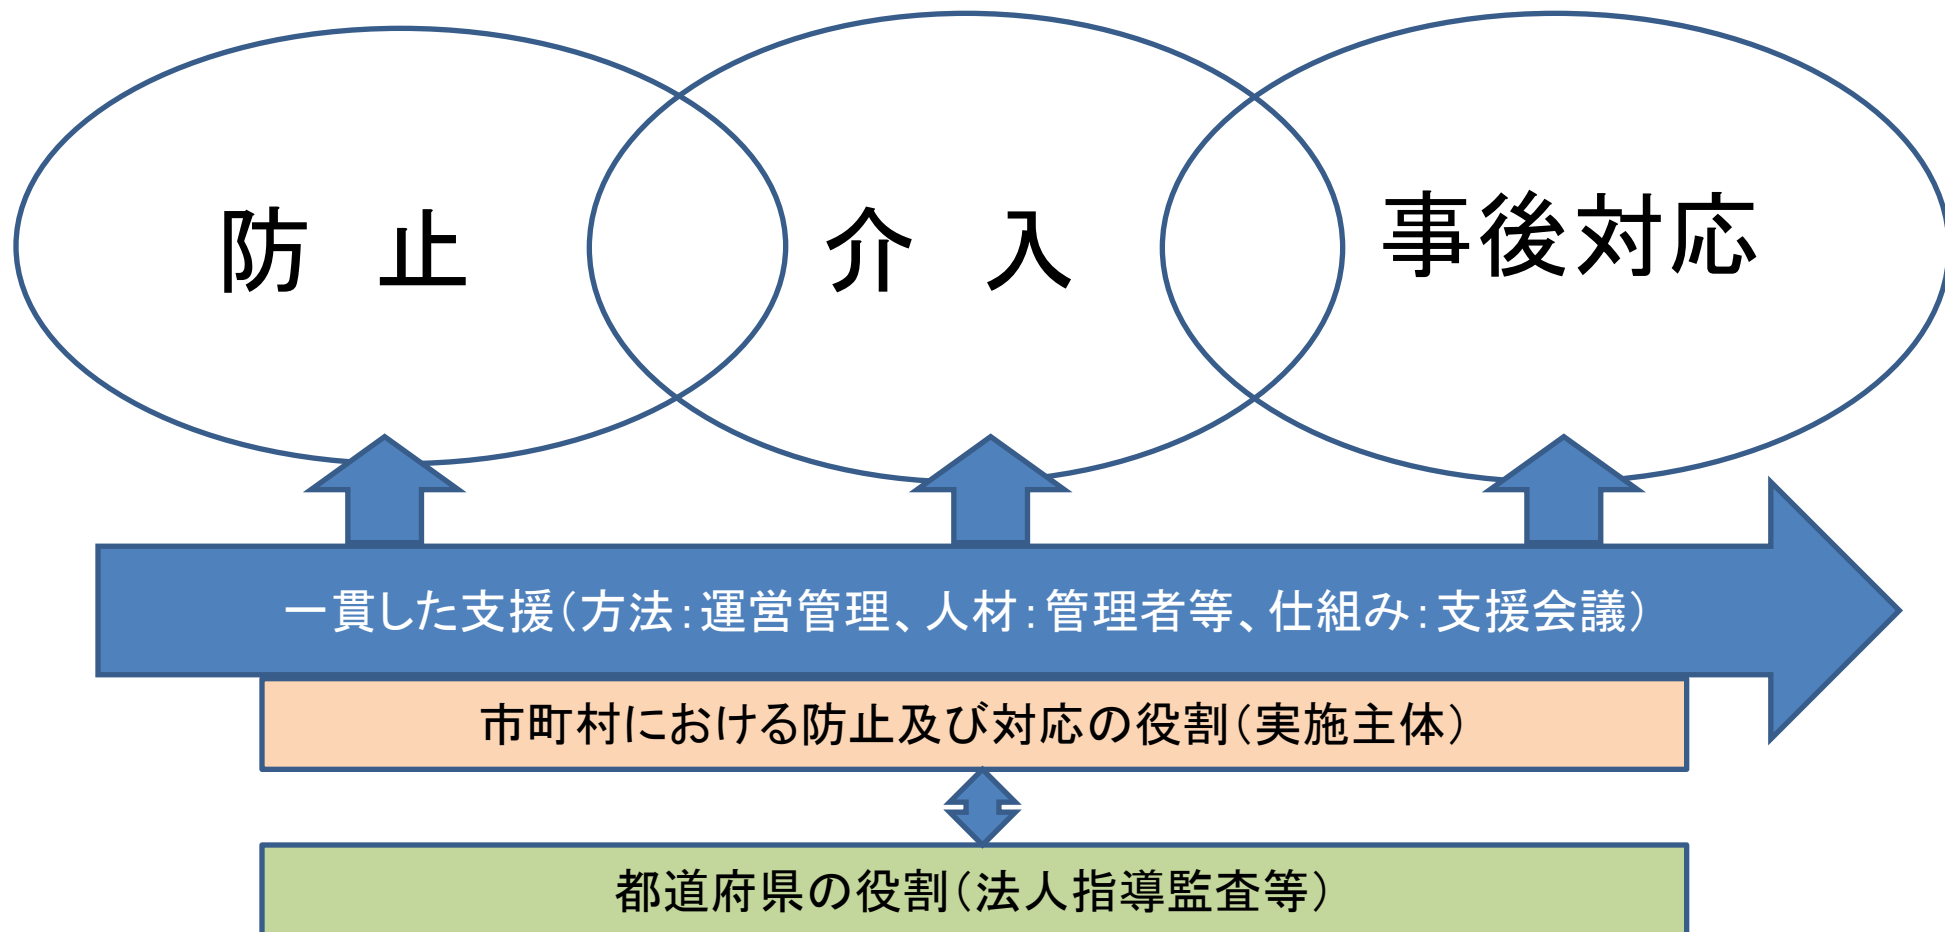 防　止
介　入
事後対応
一貫した支援（方法：運営管理、人材：管理者等、仕組み：支援会議）
市町村における防止及び対応の役割（実施主体）
都道府県の役割（法人指導監査等）